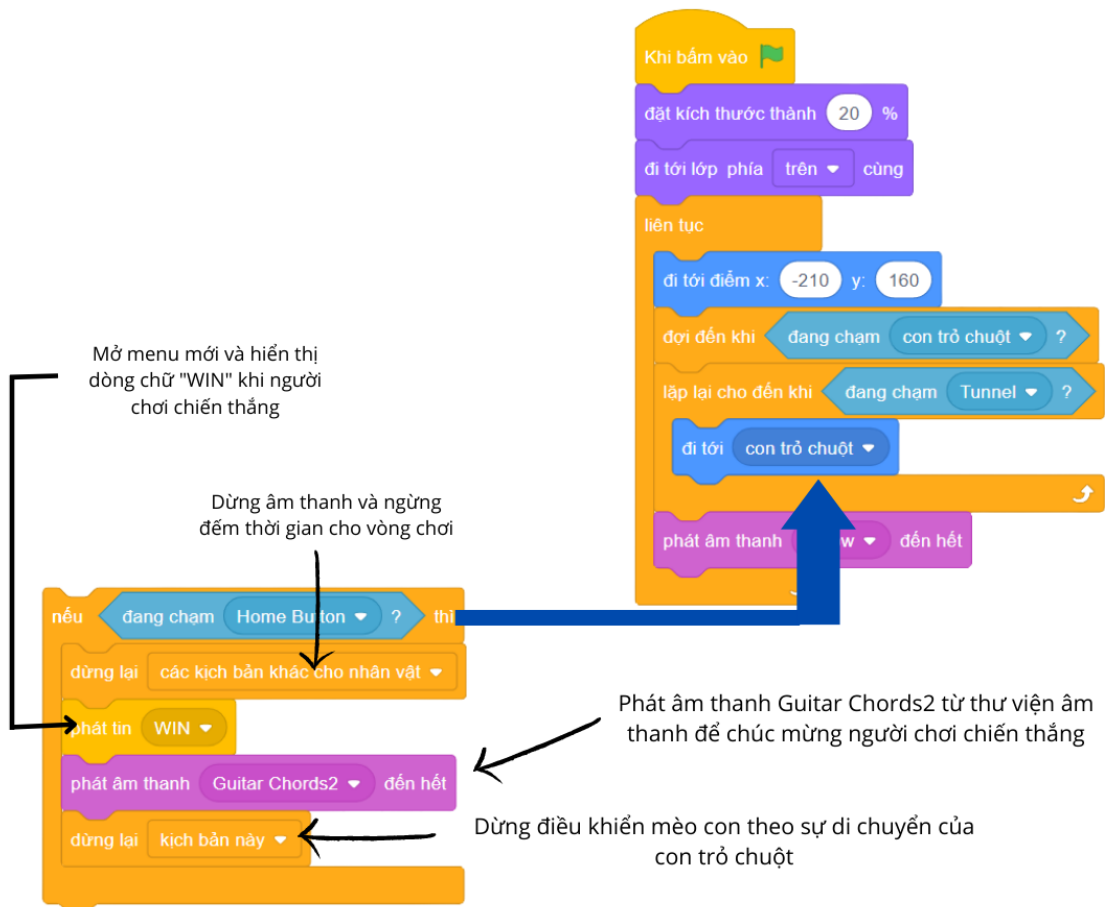 Khi bấm vào
đặt kích thước thành 20 %
đi tới lớp phía trên cùng
liên tục
đi tới điểm x: -210 y: 160
đợi đến khi đang chạm con trỏ chuột ?
lặp lại cho đến khi đang chạm Tunnel ?
đi tới con trỏ chuột
phát âm thanh đến hết
Mở menu mới và hiển thị
dòng chữ "WIN" khi người
chơi chiến thắng
Dừng âm thanh và ngừng
đếm thời gian cho vòng chơi
nếu đang chạm Home Button ? thì
dừng lại các kịch bản khác cho nhân vật
phát tin WIN
phát âm thanh Guitar Chords2 đến hết
dừng lại kịch bản này
Phát âm thanh Guitar Chords2 từ thư viện âm
thanh để chúc mừng người chơi chiến thắng
Dừng điều khiển mèo con theo sự di chuyển của
con trỏ chuột